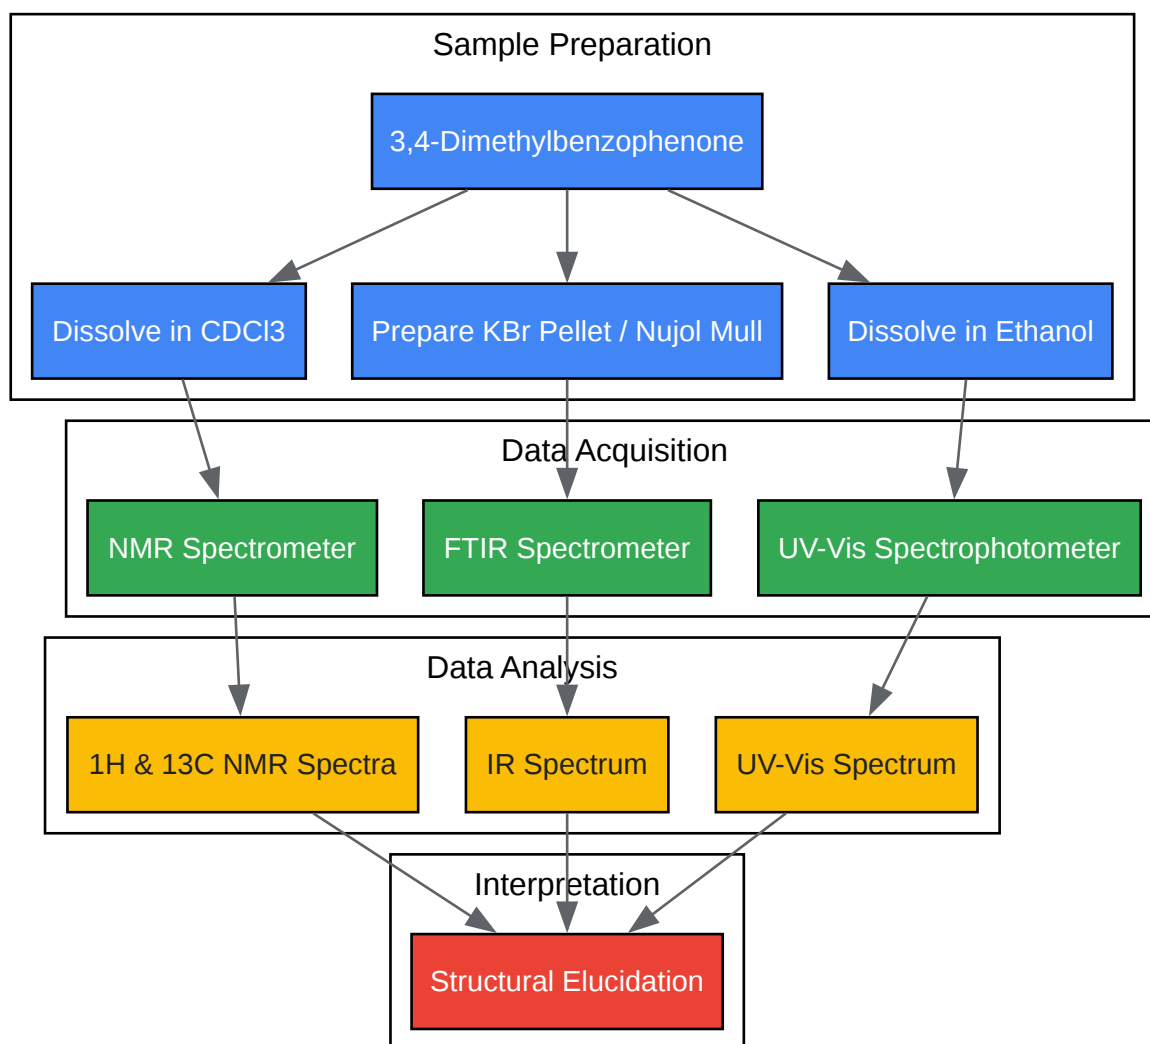 Sample Preparation
3,4-Dimethylbenzophenone
Dissolve in CDCl3
Prepare KBr Pellet / Nujol Mull
Dissolve in Ethanol
Data Acquisition
NMR Spectrometer
FTIR Spectrometer
UV-Vis Spectrophotometer
Data Analysis
1H & 13C NMR Spectra
IR Spectrum
UV-Vis Spectrum
Interpretation
Structural Elucidation